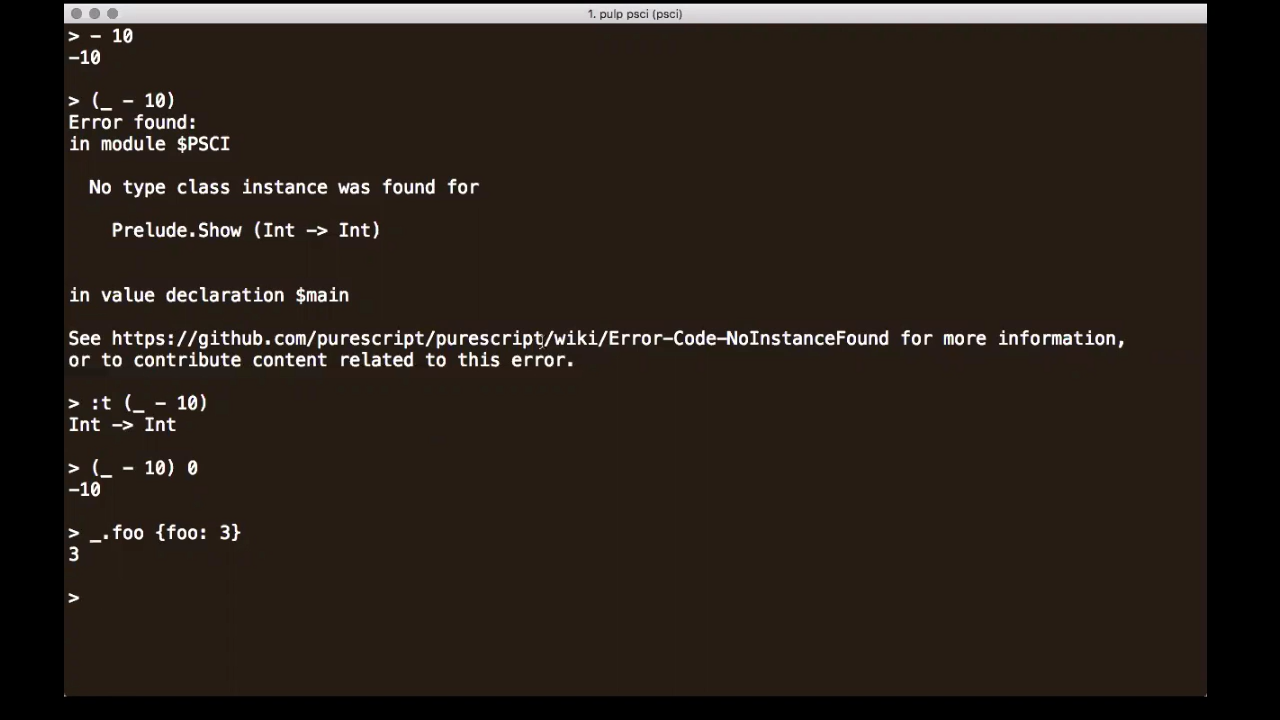 1. pulp psci (psci)
> - 10
-10
> (_ - 10)
Error found:
in module $PSCI
No type class instance was found for
Prelude.Show (Int -> Int)
in value declaration $main
See https://github.com/purescript/purescript/wiki/Error-Code-NoInstanceFound for more information,
or to contribute content related to this error.
> :t (_ - 10)
Int -> Int
> (_ - 10) 0
-10
> _.foo {foo: 3}
3
>